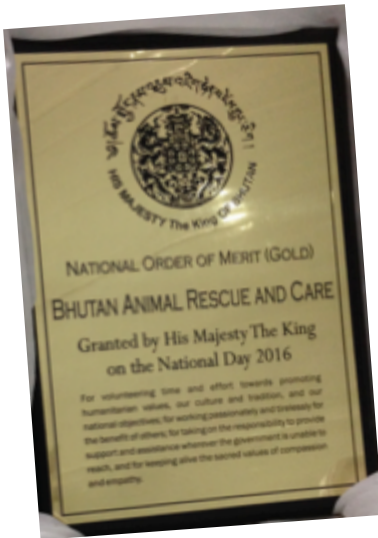 HIS MAJESTY The King OF BHUTAN
NATIONAL ORDER OF MERIT (GOLD)
BHUTAN ANIMAL RESCUE AND CARE
Granted by His Majesty The King
on the National Day 2016
For volunteering time and effort towards promoting
humanitarian values, our culture and tradition, and our
national objectives; for working passionately and tirelessly for
the benefit of others; for taking on the responsibility to provide
support and assistance wherever the government is unable to
reach, and for keeping alive the sacred values of compassion
and empathy.